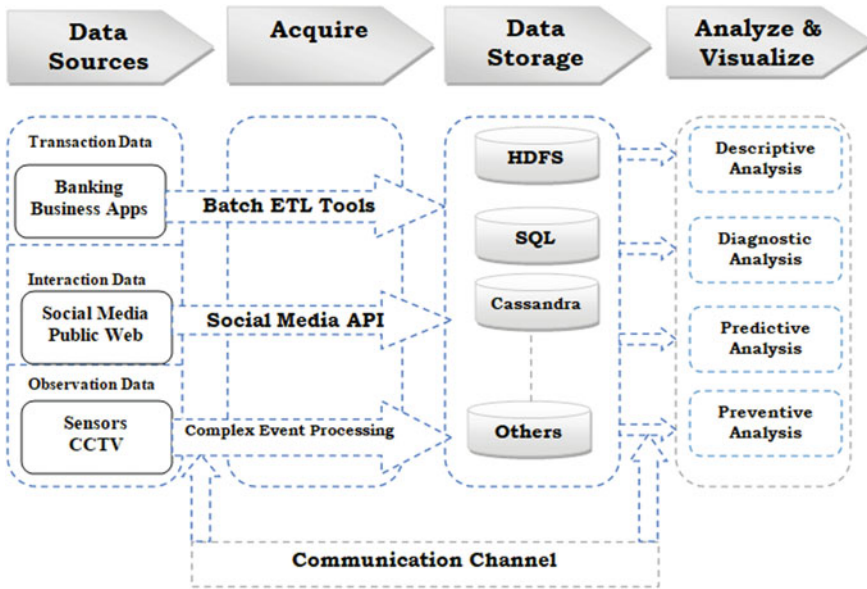 Data
Sources
Acquire
Data
Storage
Analyze &
Visualize
Transaction Data
Banking
Business Apps
Interaction Data
Social Media
Public Web
Observation Data
Sensors
CCTV
Batch ETL Tools
Social Media API
Complex Event Processing
HDFS
SQL
Cassandra
Others
Descriptive
Analysis
Diagnostic
Analysis
Predictive
Analysis
Preventive
Analysis
Communication Channel